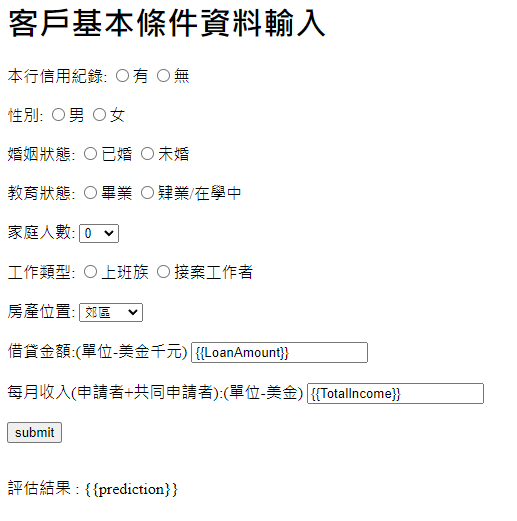 客戶基本條件資料輸入
本行信用紀錄: 有 無
性別: 男 女
婚姻狀態: 已婚 未婚
教育狀態: 畢業 肄業/在學中
家庭人數: 0
工作類型: 上班族 接案工作者
房產位置: 郊區
借貸金額:(單位-美金千元) {{LoanAmount}}
每月收入(申請者+共同申請者):(單位-美金) {{TotalIncome}}
submit
評估結果 : {{prediction}}